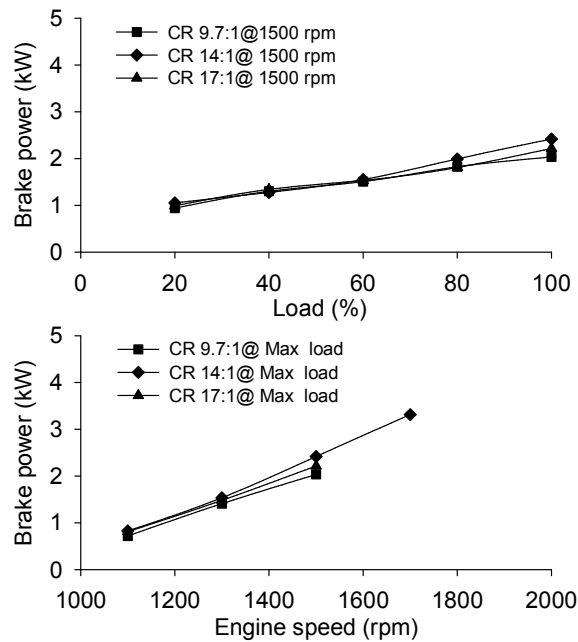 5
CR 9.7:1@1500 rpm
4
CR 14:1@ 1500 rpm
CR 17:1@ 1500 rpm
3
2
1
0
Brake power (kW)
0 20 40 60 80 100
Load (%)
5
CR 9.7:1@ Max load
4
CR 14:1@ Max load
CR 17:1@ Max load
3
2
1
0
Brake power (kW)
1000 1200 1400 1600 1800 2000
Engine speed (rpm)